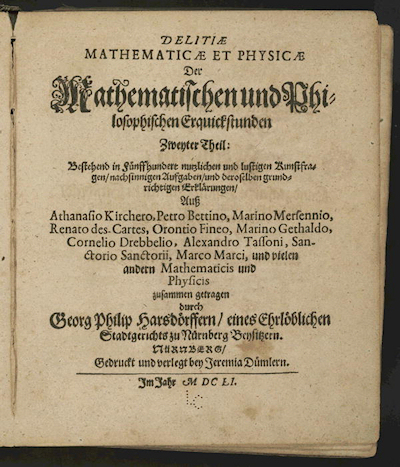 DELITIÆ
MATHEMATICÆ ET PHYSICÆ
Der
Mathematischen und Phi-
losophischen Erquickstunden
Zweyter Theil:
Bestehend in Fünffhundert nutzlichen und lustigen Kunstfra-
gen/ nachsinnigen Aufgaben/ und deroselben grund-
richtigen Erklärungen/
Auß
Athanasio Kirchero, Petro Bettino, Marino Mersennio,
Renato des-Cartes, Orontio Fineo, Marino Gethaldo,
Cornelio Drebbelio, Alexandro Tassoni, San-
ctorio Sanctorii, Marco Marci, und vielen
andern Mathematicis und
Physicis
zusammen getragen
durch
Georg Philip Harsdörffern/ eines Ehrlöblichen
Stadtgerichts zu Nürnberg Beysitzern.
NÜRNBERG/
Gedruckt und verlegt bey Jeremia Dümlern.
Im Jahr M DC LI.